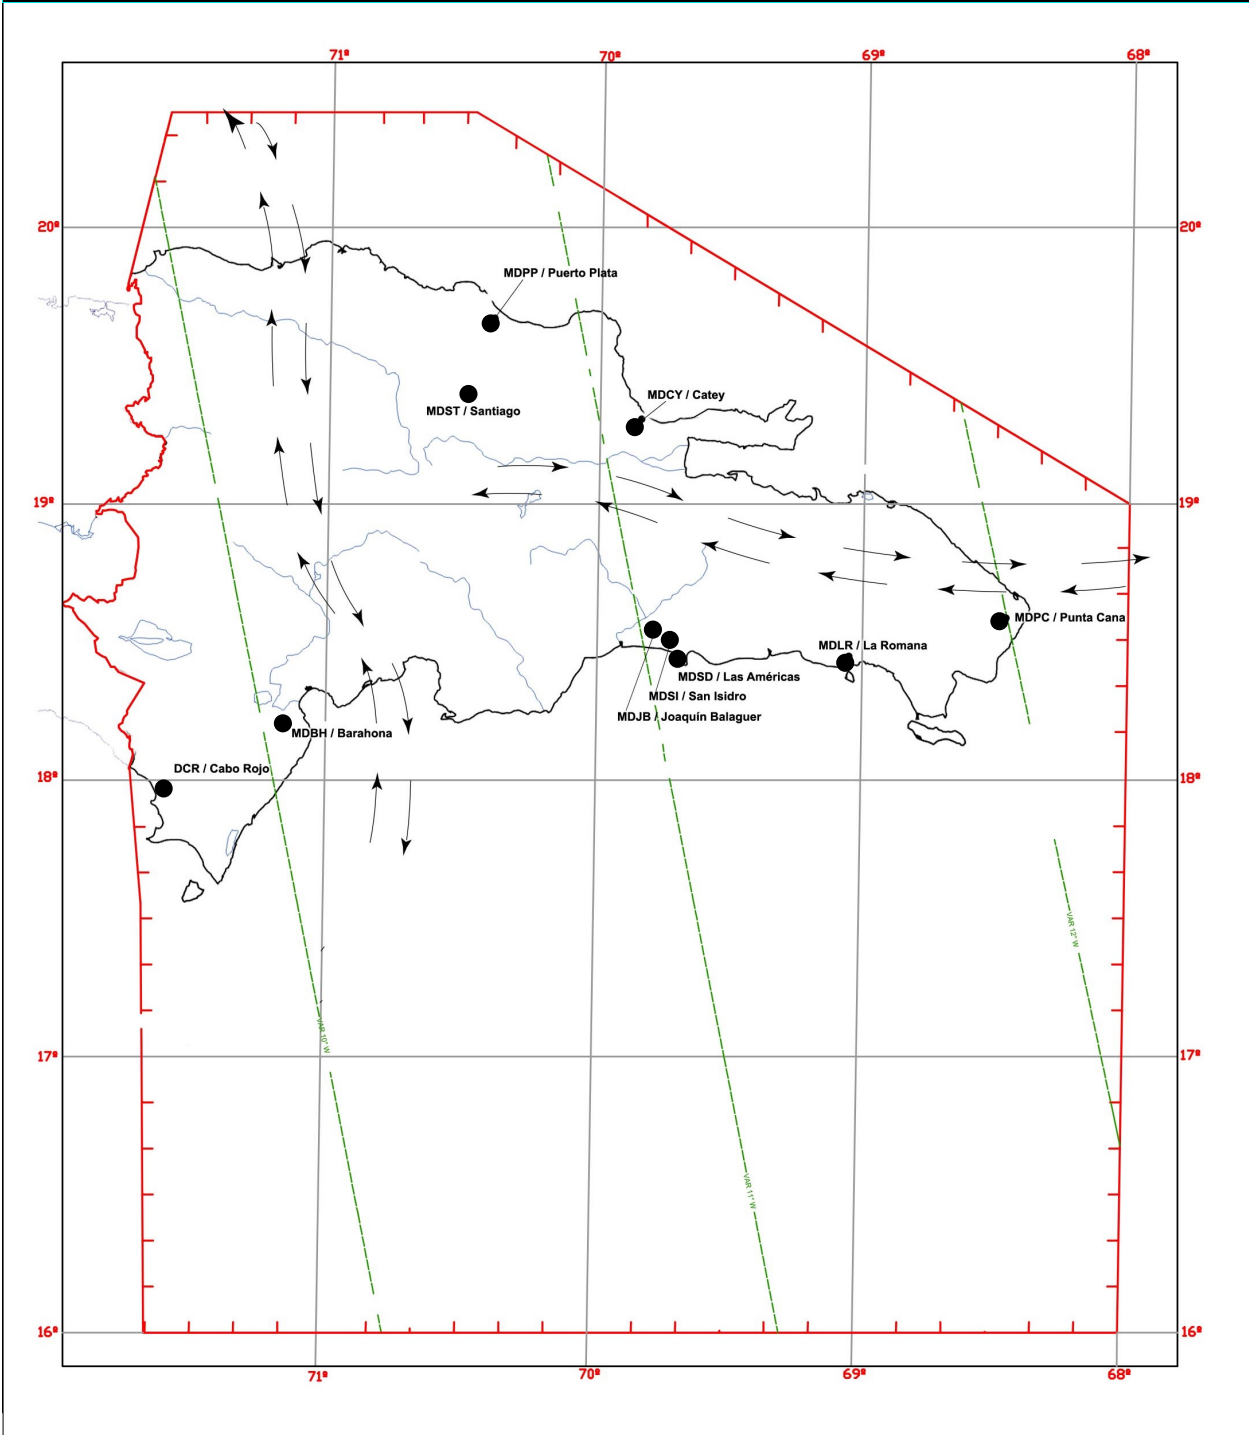 71º 70º 69º 68º
20º 20º
MDPP / Puerto Plata
MDCY / Catey
MDST / Santiago
19º 19º
MDPC / Punta Cana
MDLR / La Romana
MDSD / Las Américas
MDSI / San Isidro
MDJB / Joaquín Balaguer
MDBH / Barahona
DCR / Cabo Rojo
18º 18º
VAR 12° W
VAR 10° W
17º 17º
VAR 11° W
16º 16º
71º 70º 69º 68º